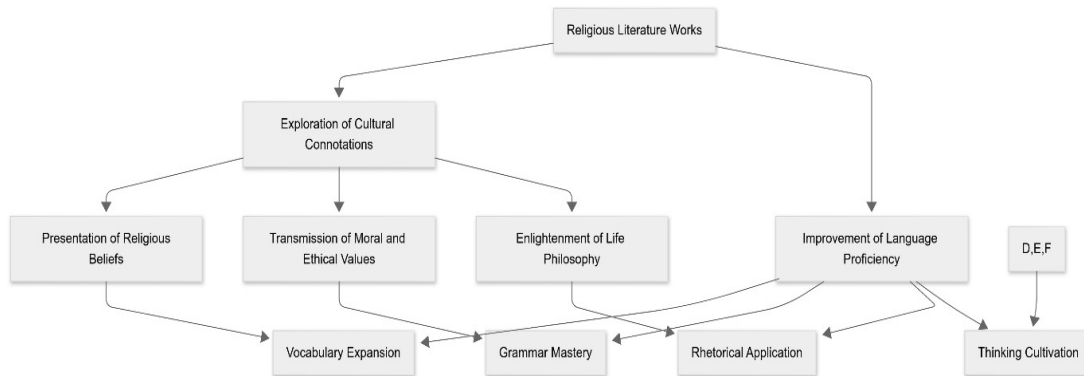 Religious Literature Works
Exploration of Cultural
Connotations
Presentation of Religious
Beliefs
Transmission of Moral and
Ethical Values
Enlightenment of Life
Philosophy
Improvement of Language
Proficiency
D,E,F
Vocabulary Expansion
Grammar Mastery
Rhetorical Application
Thinking Cultivation